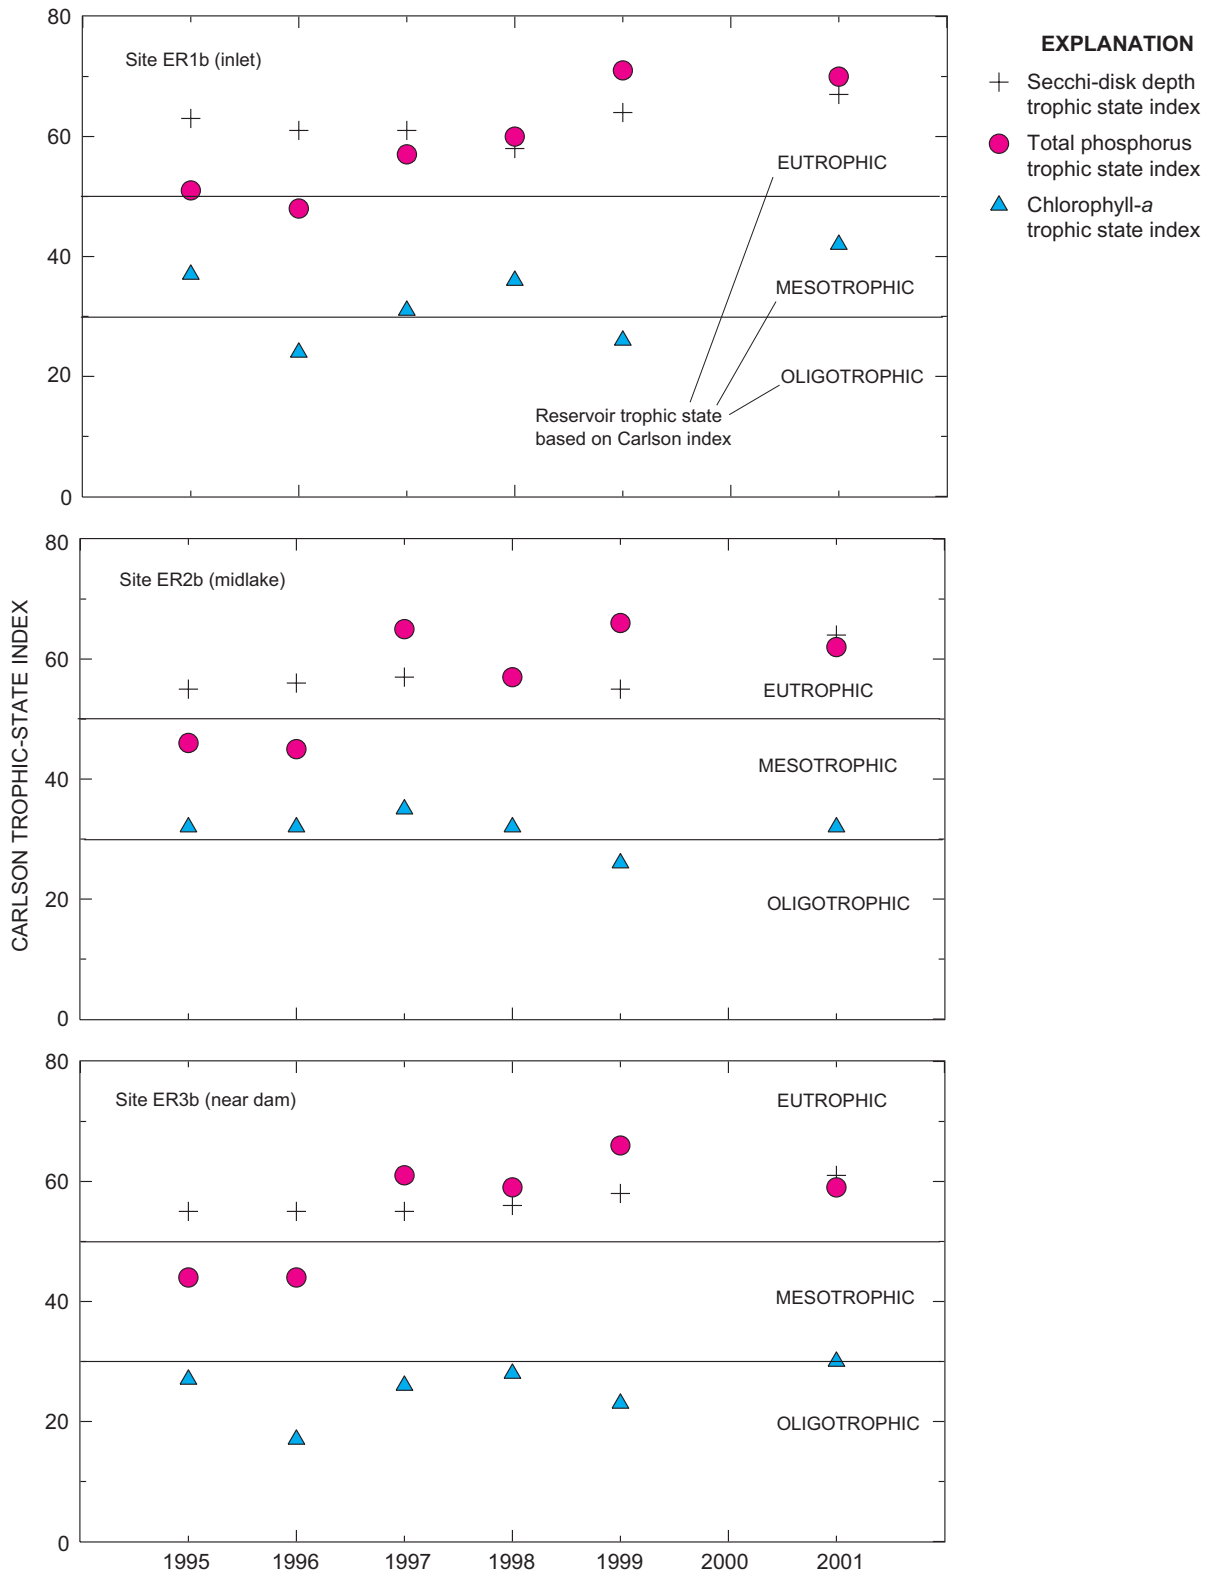 80
60
40
20
0
Site ER1b (inlet)
EUTROPHIC
MESOTROPHIC
OLIGOTROPHIC
Reservoir trophic state
based on Carlson index
EXPLANATION
Secchi-disk depth
trophic state index
Total phosphorus
trophic state index
Chlorophyll-a
trophic state index
CARLSON TROPHIC-STATE INDEX
80
60
40
20
0
Site ER2b (midlake)
EUTROPHIC
MESOTROPHIC
OLIGOTROPHIC
80
60
40
20
0
Site ER3b (near dam)
EUTROPHIC
MESOTROPHIC
OLIGOTROPHIC
1995 1996 1997 1998 1999 2000 2001